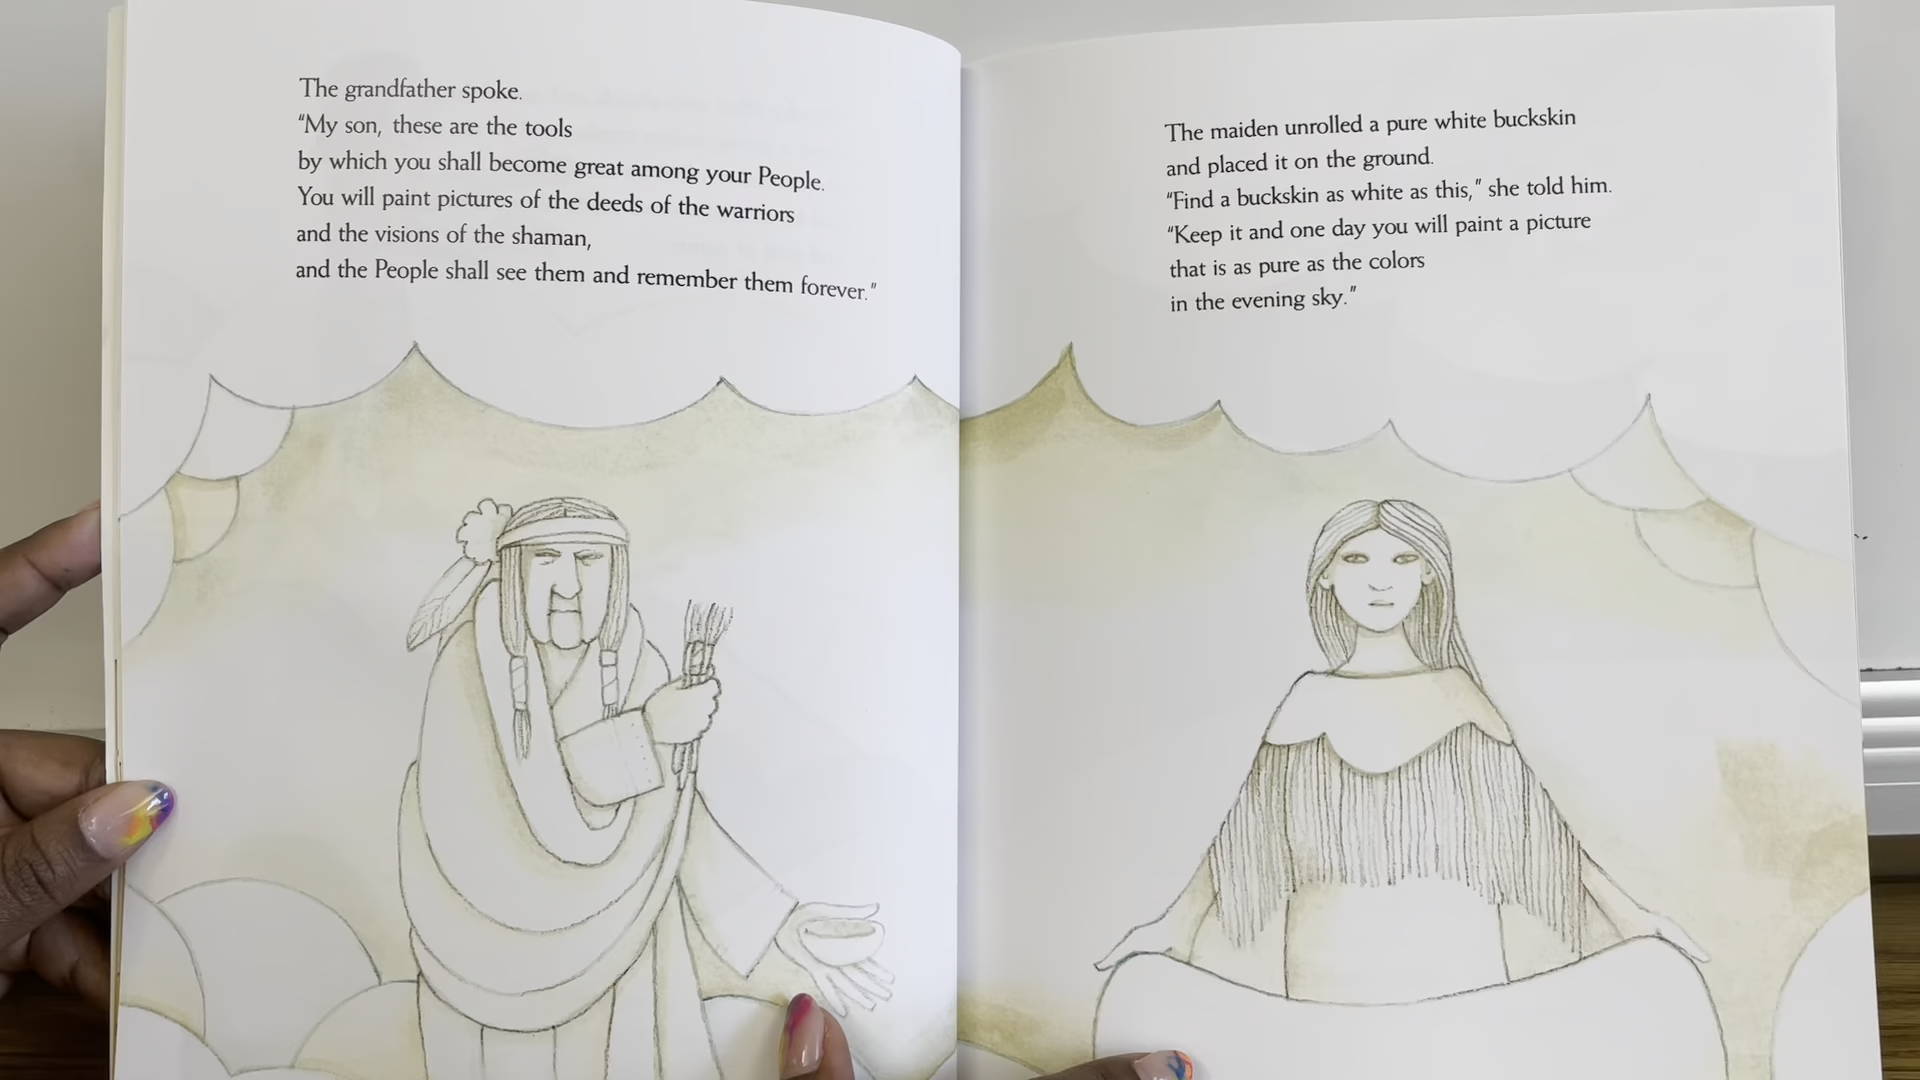 The grandfather spoke.
"My son, these are the tools
by which you shall become great among your People.
You will paint pictures of the deeds of the warriors
and the visions of the shaman,
and the People shall see them and remember them forever."
The maiden unrolled a pure white buckskin
and placed it on the ground.
"Find a buckskin as white as this," she told him.
"Keep it and one day you will paint a picture
that is as pure as the colors
in the evening sky."